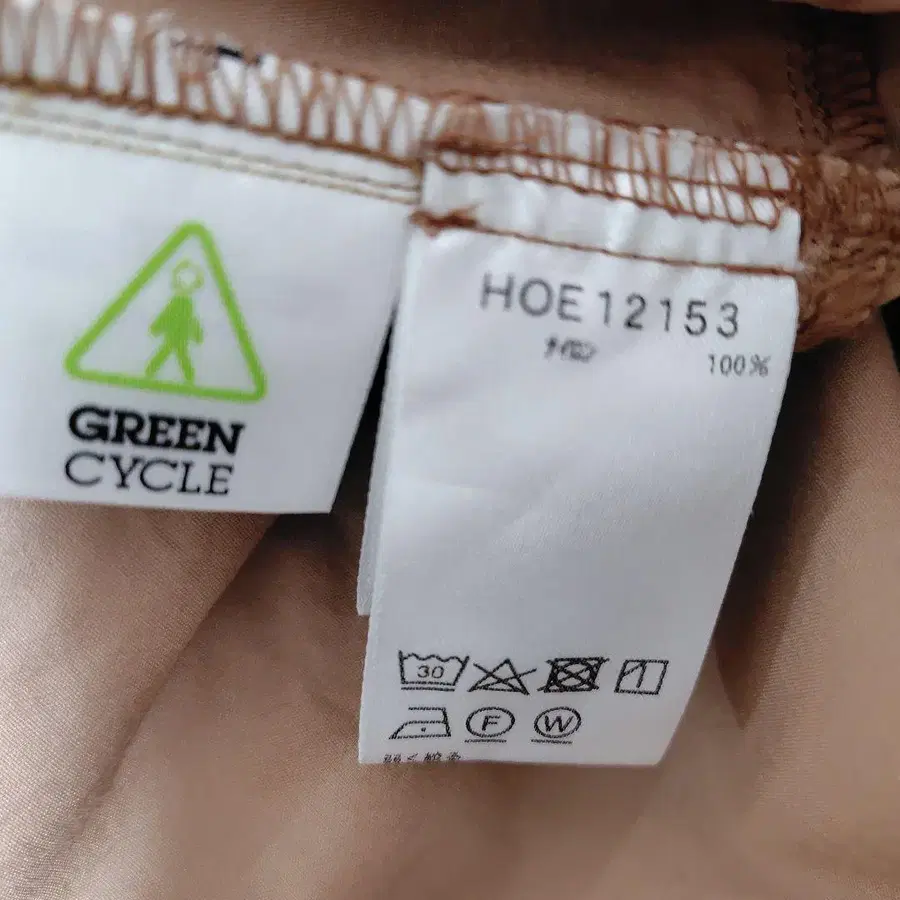 GREEN
CYCLE
HOE12153
100%
30
F
W